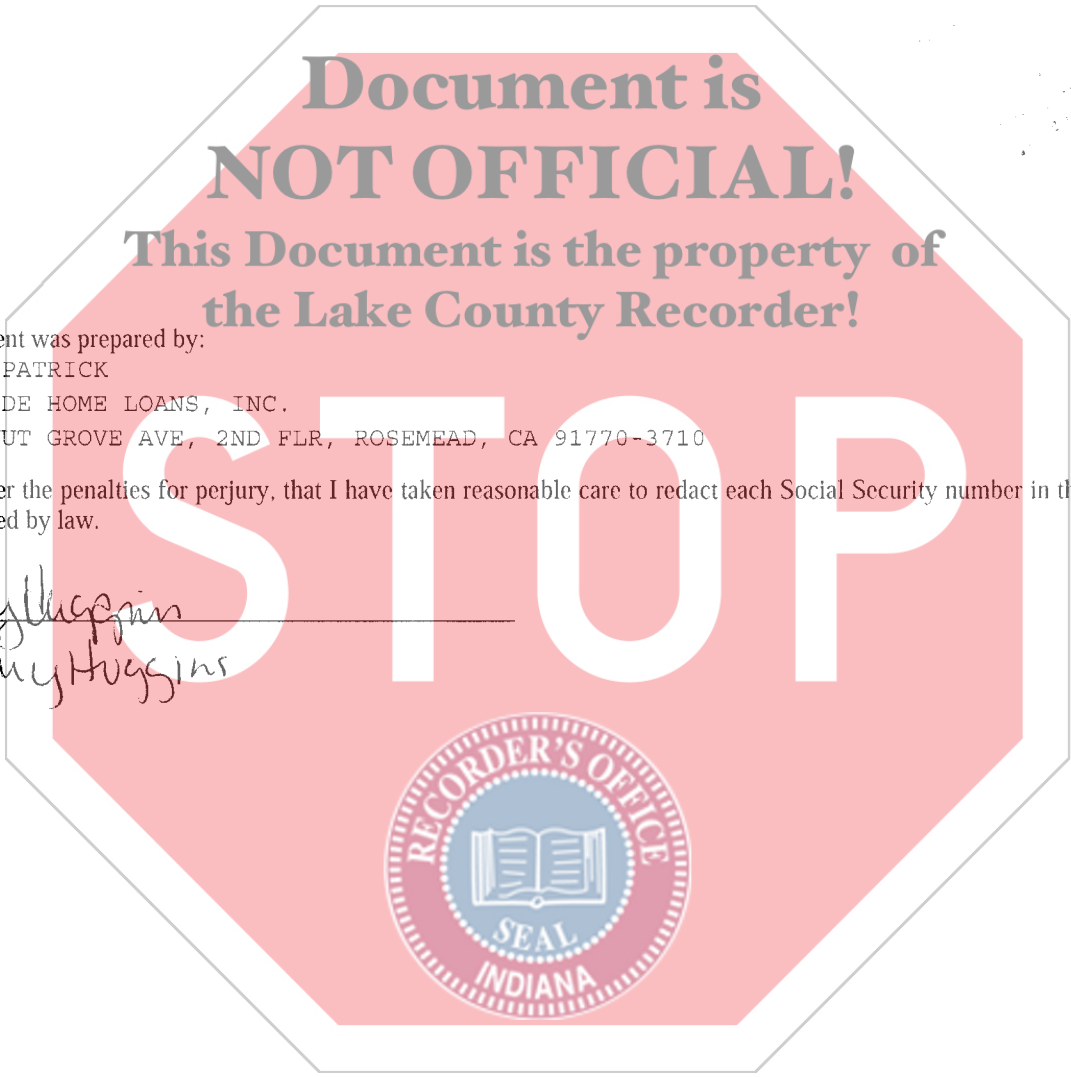 Document is
NOT OFFICIAL!
This Document is the property of
the Lake County Recorder!
ent was prepared by:
PATRICK
DE HOME LOANS, INC.
UT GROVE AVE, 2ND FLR, ROSEMEAD, CA 91770-3710
er the penalties for perjury, that I have taken reasonable care to redact each Social Security number in th
ed by law.
STOP
Huggins
Huggins
RECORDER'S OFFICE
SEAL
INDIANA